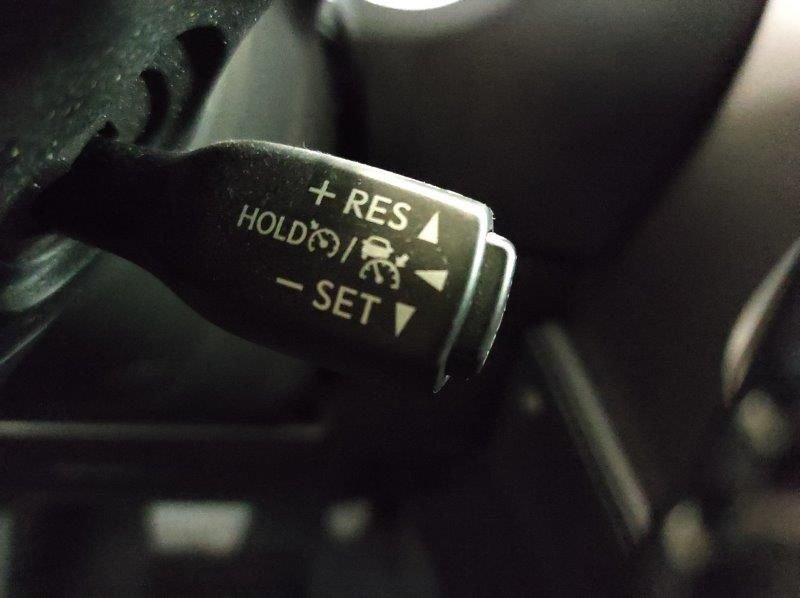 + RES ▲
HOLD / ◀
− SET ▼